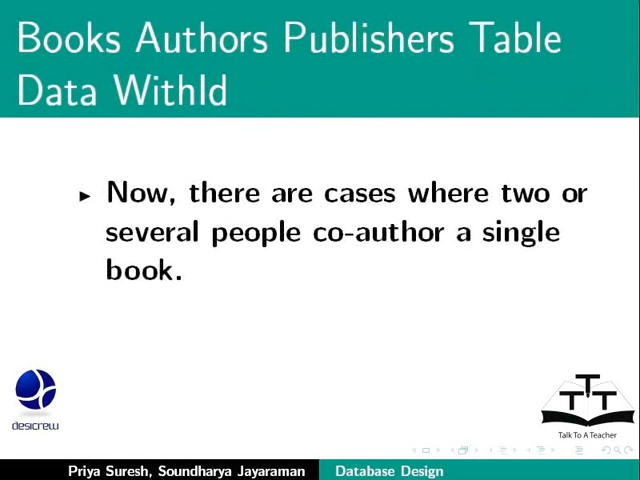 Books Authors Publishers Table
Data WithId
Now, there are cases where two or
several people co-author a single
book.
desicrew
T T T
Talk To A Teacher
Priya Suresh, Soundharya Jayaraman Database Design